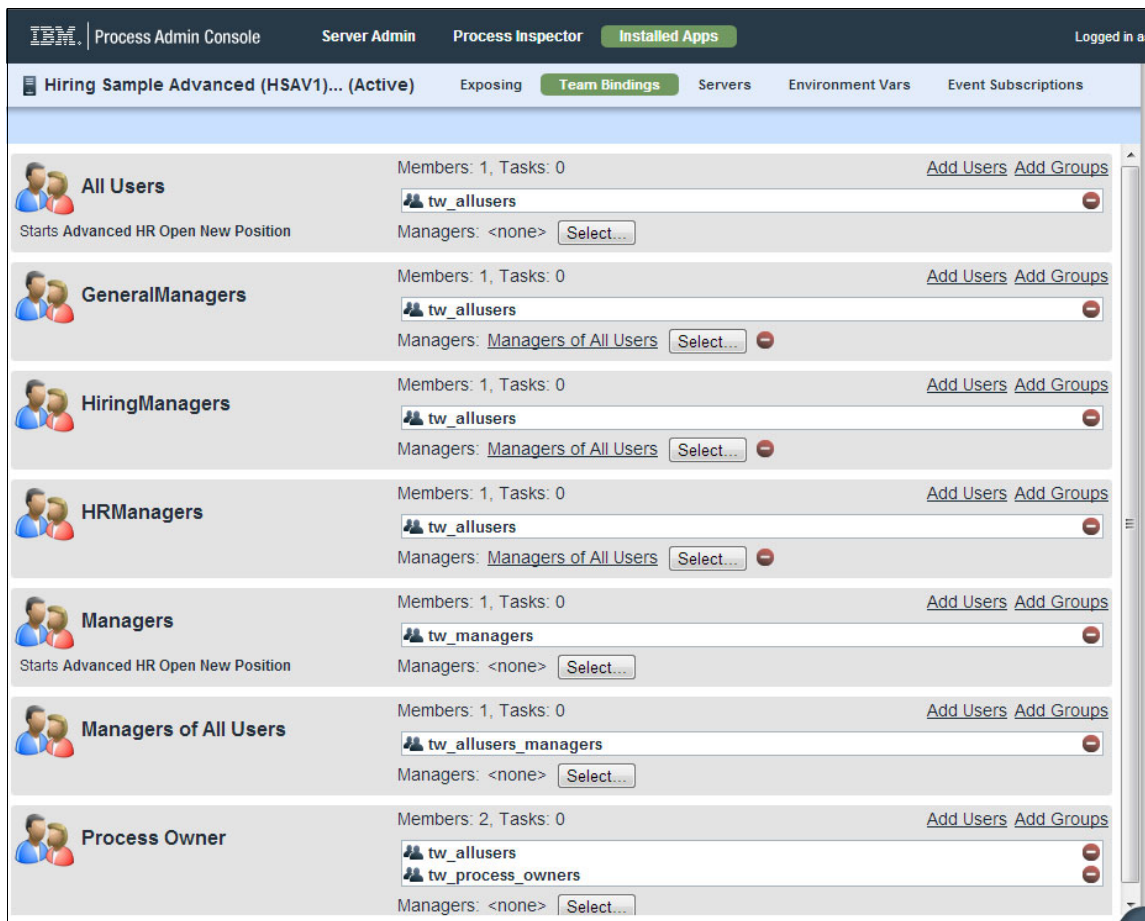 IBM. Process Admin Console Server Admin Process Inspector Installed Apps Logged in a
Hiring Sample Advanced (HSAV1)... (Active) Exposing Team Bindings Servers Environment Vars Event Subscriptions
All Users
Starts Advanced HR Open New Position
Members: 1, Tasks: 0 Add Users Add Groups
tw_allusers
Managers: <none> Select...
GeneralManagers
Members: 1, Tasks: 0 Add Users Add Groups
tw_allusers
Managers: Managers of All Users Select...
HiringManagers
Members: 1, Tasks: 0 Add Users Add Groups
tw_allusers
Managers: Managers of All Users Select...
HRManagers
Members: 1, Tasks: 0 Add Users Add Groups
tw_allusers
Managers: Managers of All Users Select...
Managers
Starts Advanced HR Open New Position
Members: 1, Tasks: 0 Add Users Add Groups
tw_managers
Managers: <none> Select...
Managers of All Users
Members: 1, Tasks: 0 Add Users Add Groups
tw_allusers_managers
Managers: <none> Select...
Process Owner
Members: 2, Tasks: 0 Add Users Add Groups
tw_allusers
tw_process_owners
Managers: <none> Select...